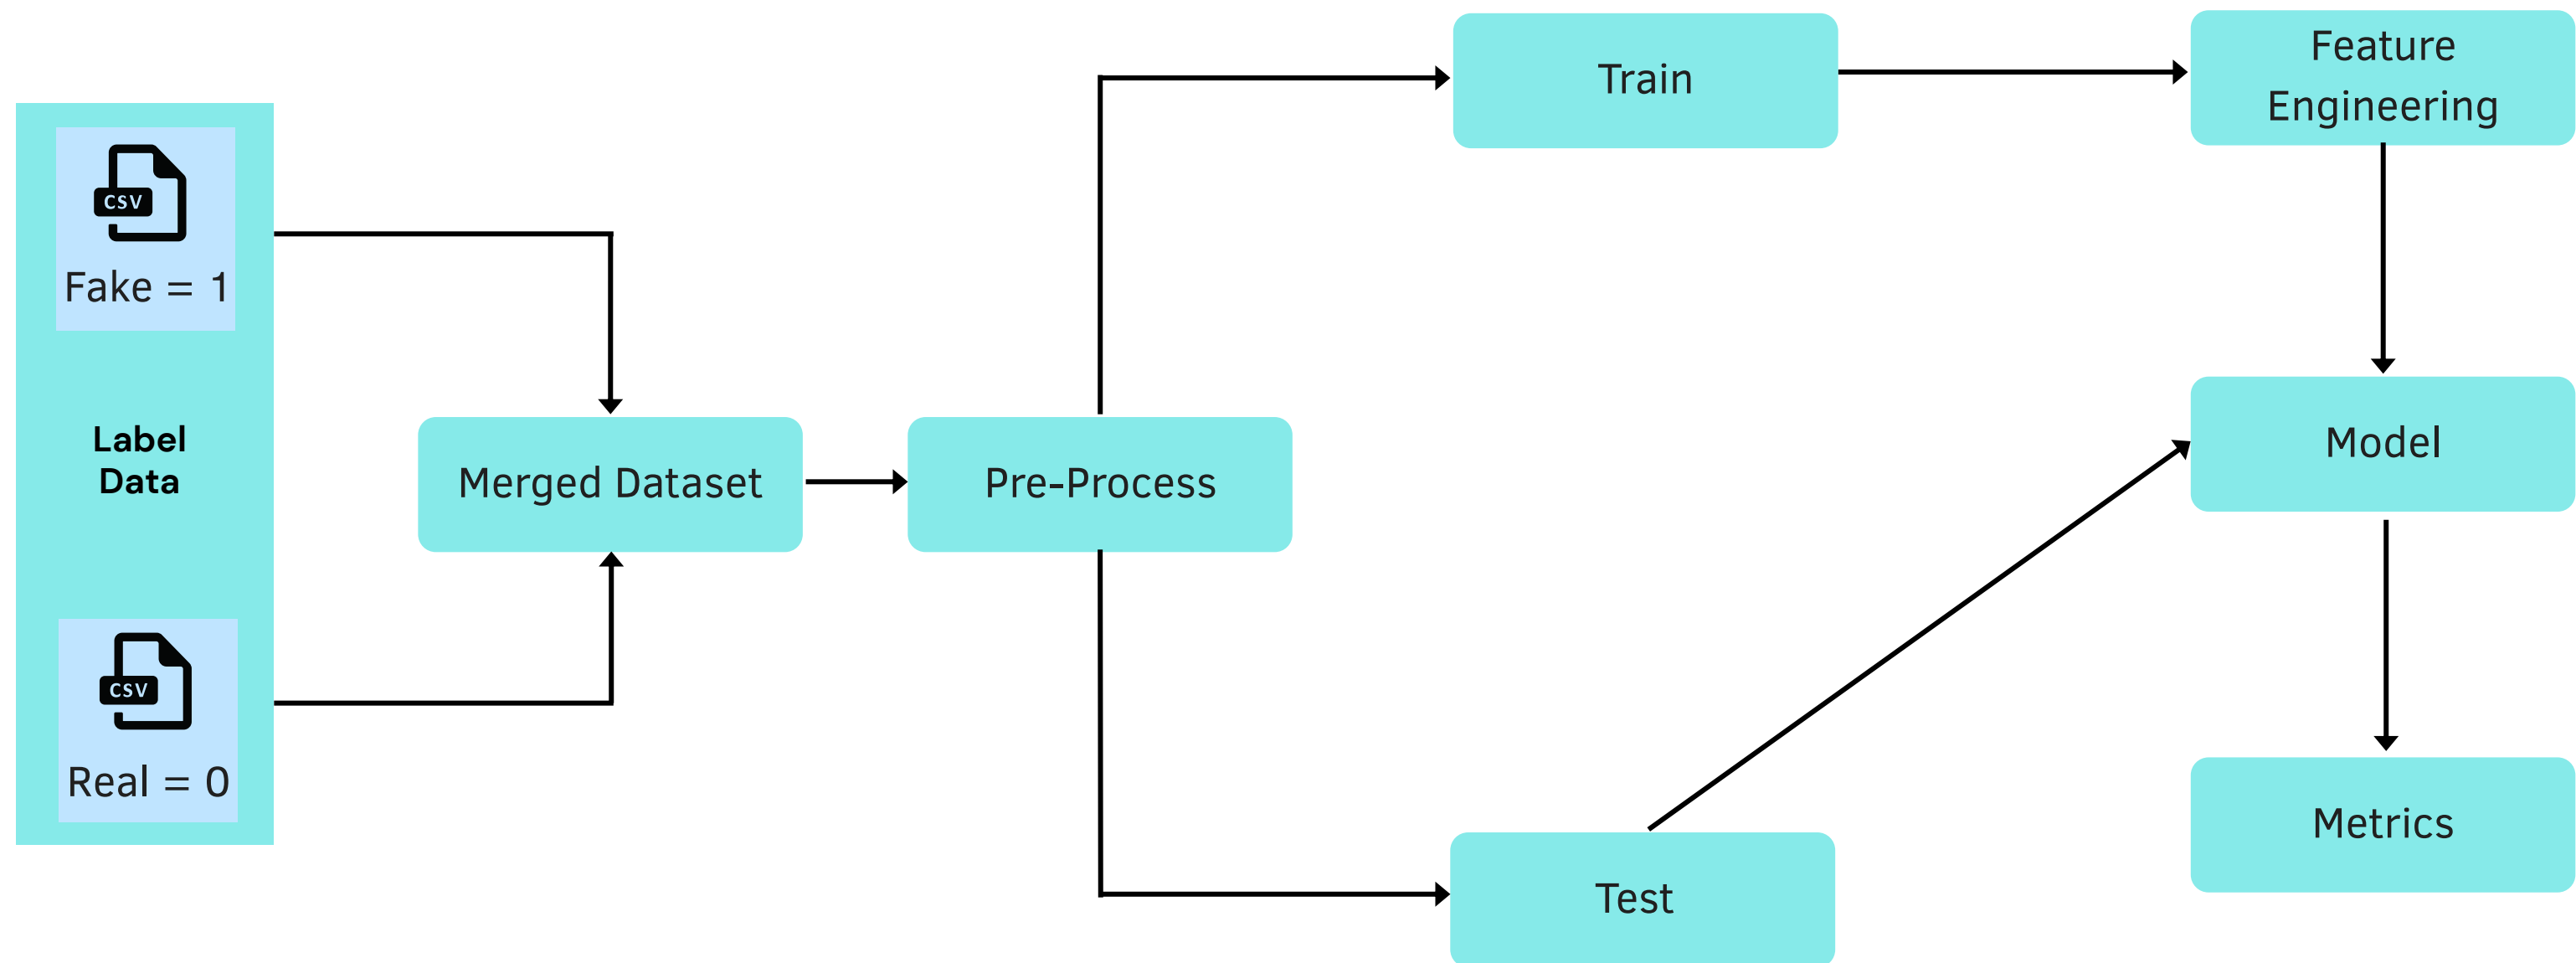 CSV
Fake = 1
Label
Data
CSV
Real = 0
Merged Dataset
Pre-Process
Train
Test
Feature
Engineering
Model
Metrics